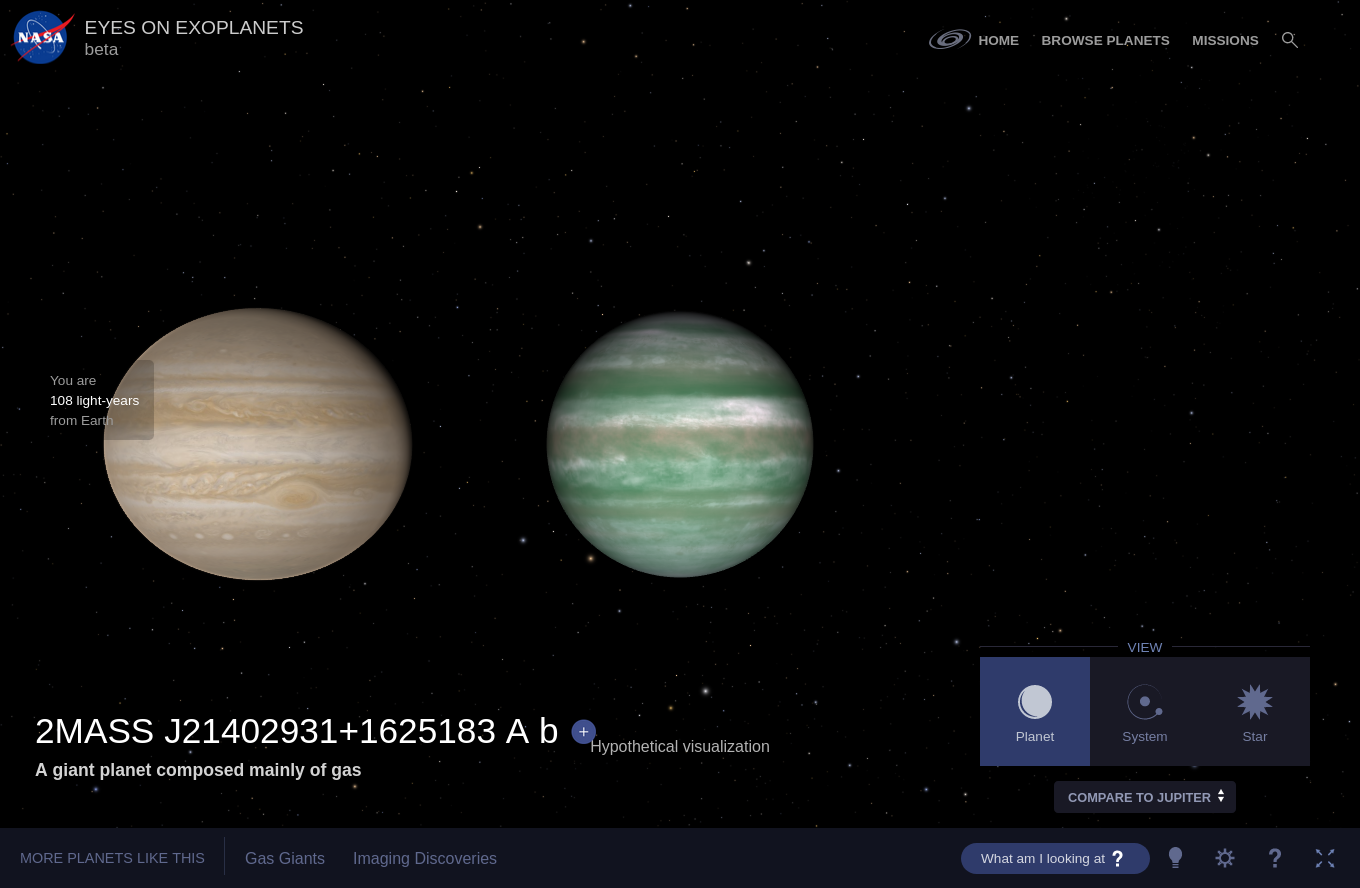 NASA
EYES ON EXOPLANETS
beta
HOME BROWSE PLANETS MISSIONS
You are
108 light-years
from Earth
2MASS J21402931+1625183 A b +
Hypothetical visualization
A giant planet composed mainly of gas
VIEW
Planet System Star
COMPARE TO JUPITER
MORE PLANETS LIKE THIS Gas Giants Imaging Discoveries What am I looking at ?